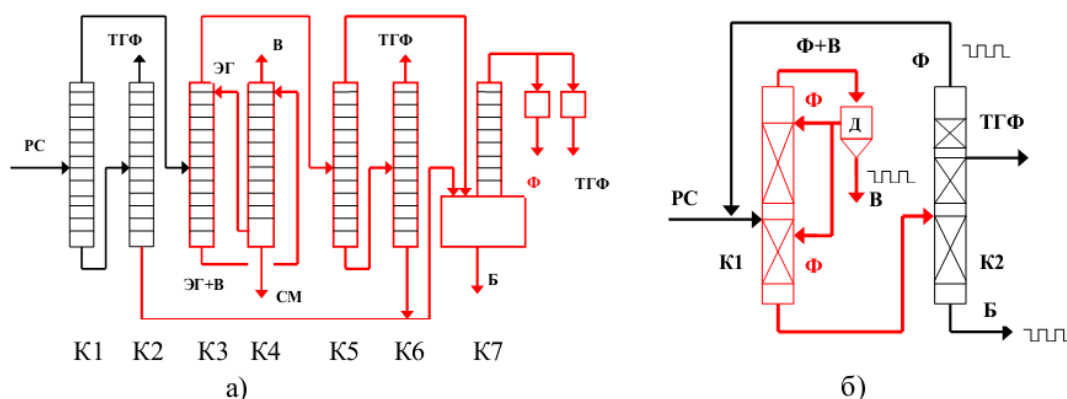 ТГФ
В
ЭГ
РС
ЭГ+В
СМ
ТГФ
Ф
ТГФ
Б
К1 К2 К3 К4 К5 К6 К7
а)
Ф+В
Ф
Ф
Д
ТГФ
РС
В
К1
Ф
К2
Б
б)